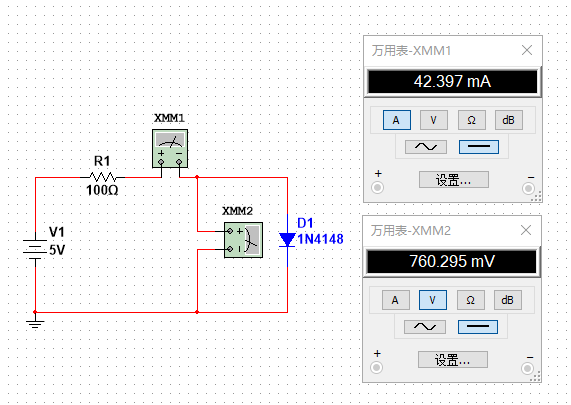 XMM1
R1
100Ω
XMM2
V1
5V
D1
1N4148
万用表-XMM1
42.397 mA
A V Ω dB
+ 设置... −
万用表-XMM2
760.295 mV
A V Ω dB
+ 设置... −